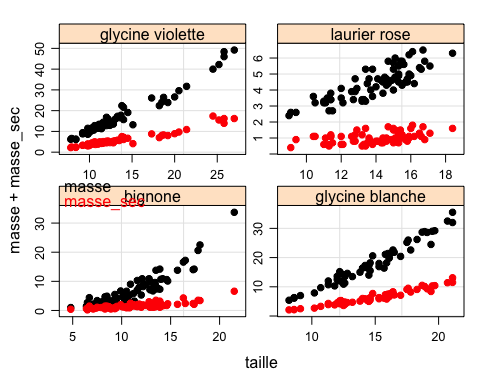 glycine violette
laurier rose
50
40
30
20
10
0
6
5
4
3
2
1
10 15 20 25
10 12 14 16 18
masse
masse_sec
bignone
glycine blanche
30
20
10
0
30
20
10
5 10 15 20
10 15 20
masse + masse_sec
taille